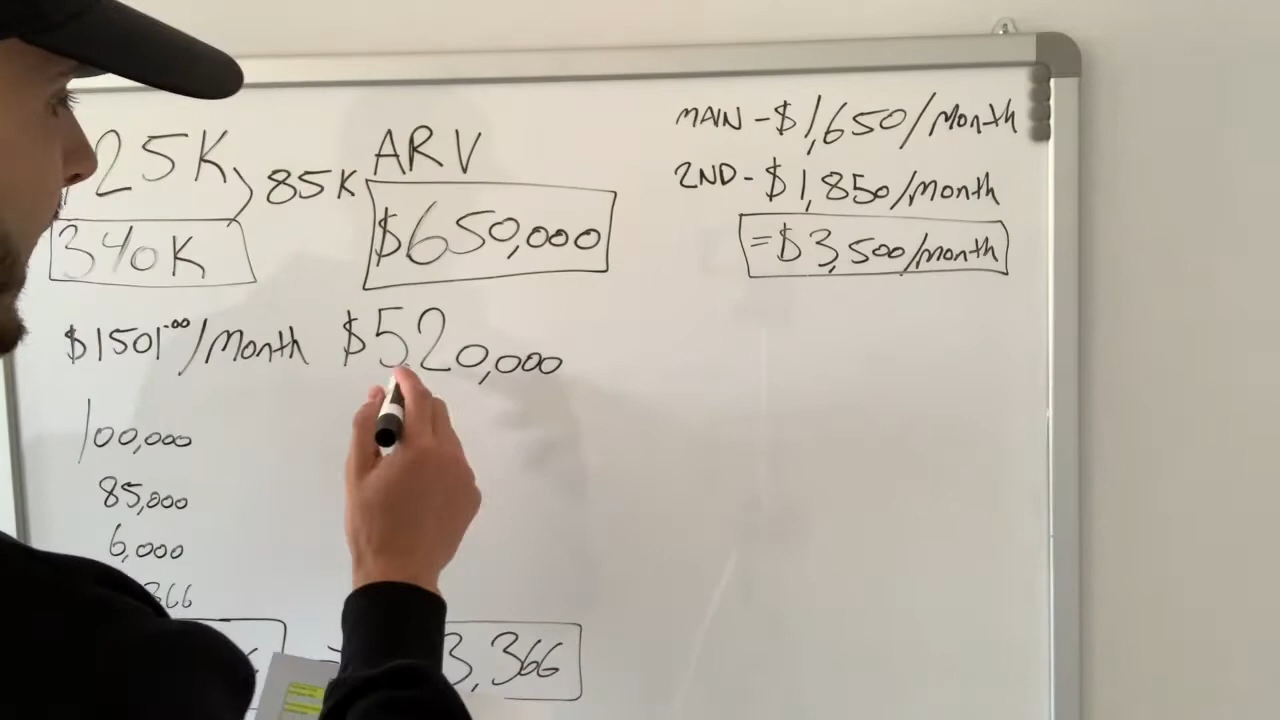 25K
85K
340K
ARV
$650,000
MAIN - $1,650/Month
2ND - $1,850/month
= $3,500/month
$1501.00/Month
$520,000
100,000
85,000
6,000
366
3,366